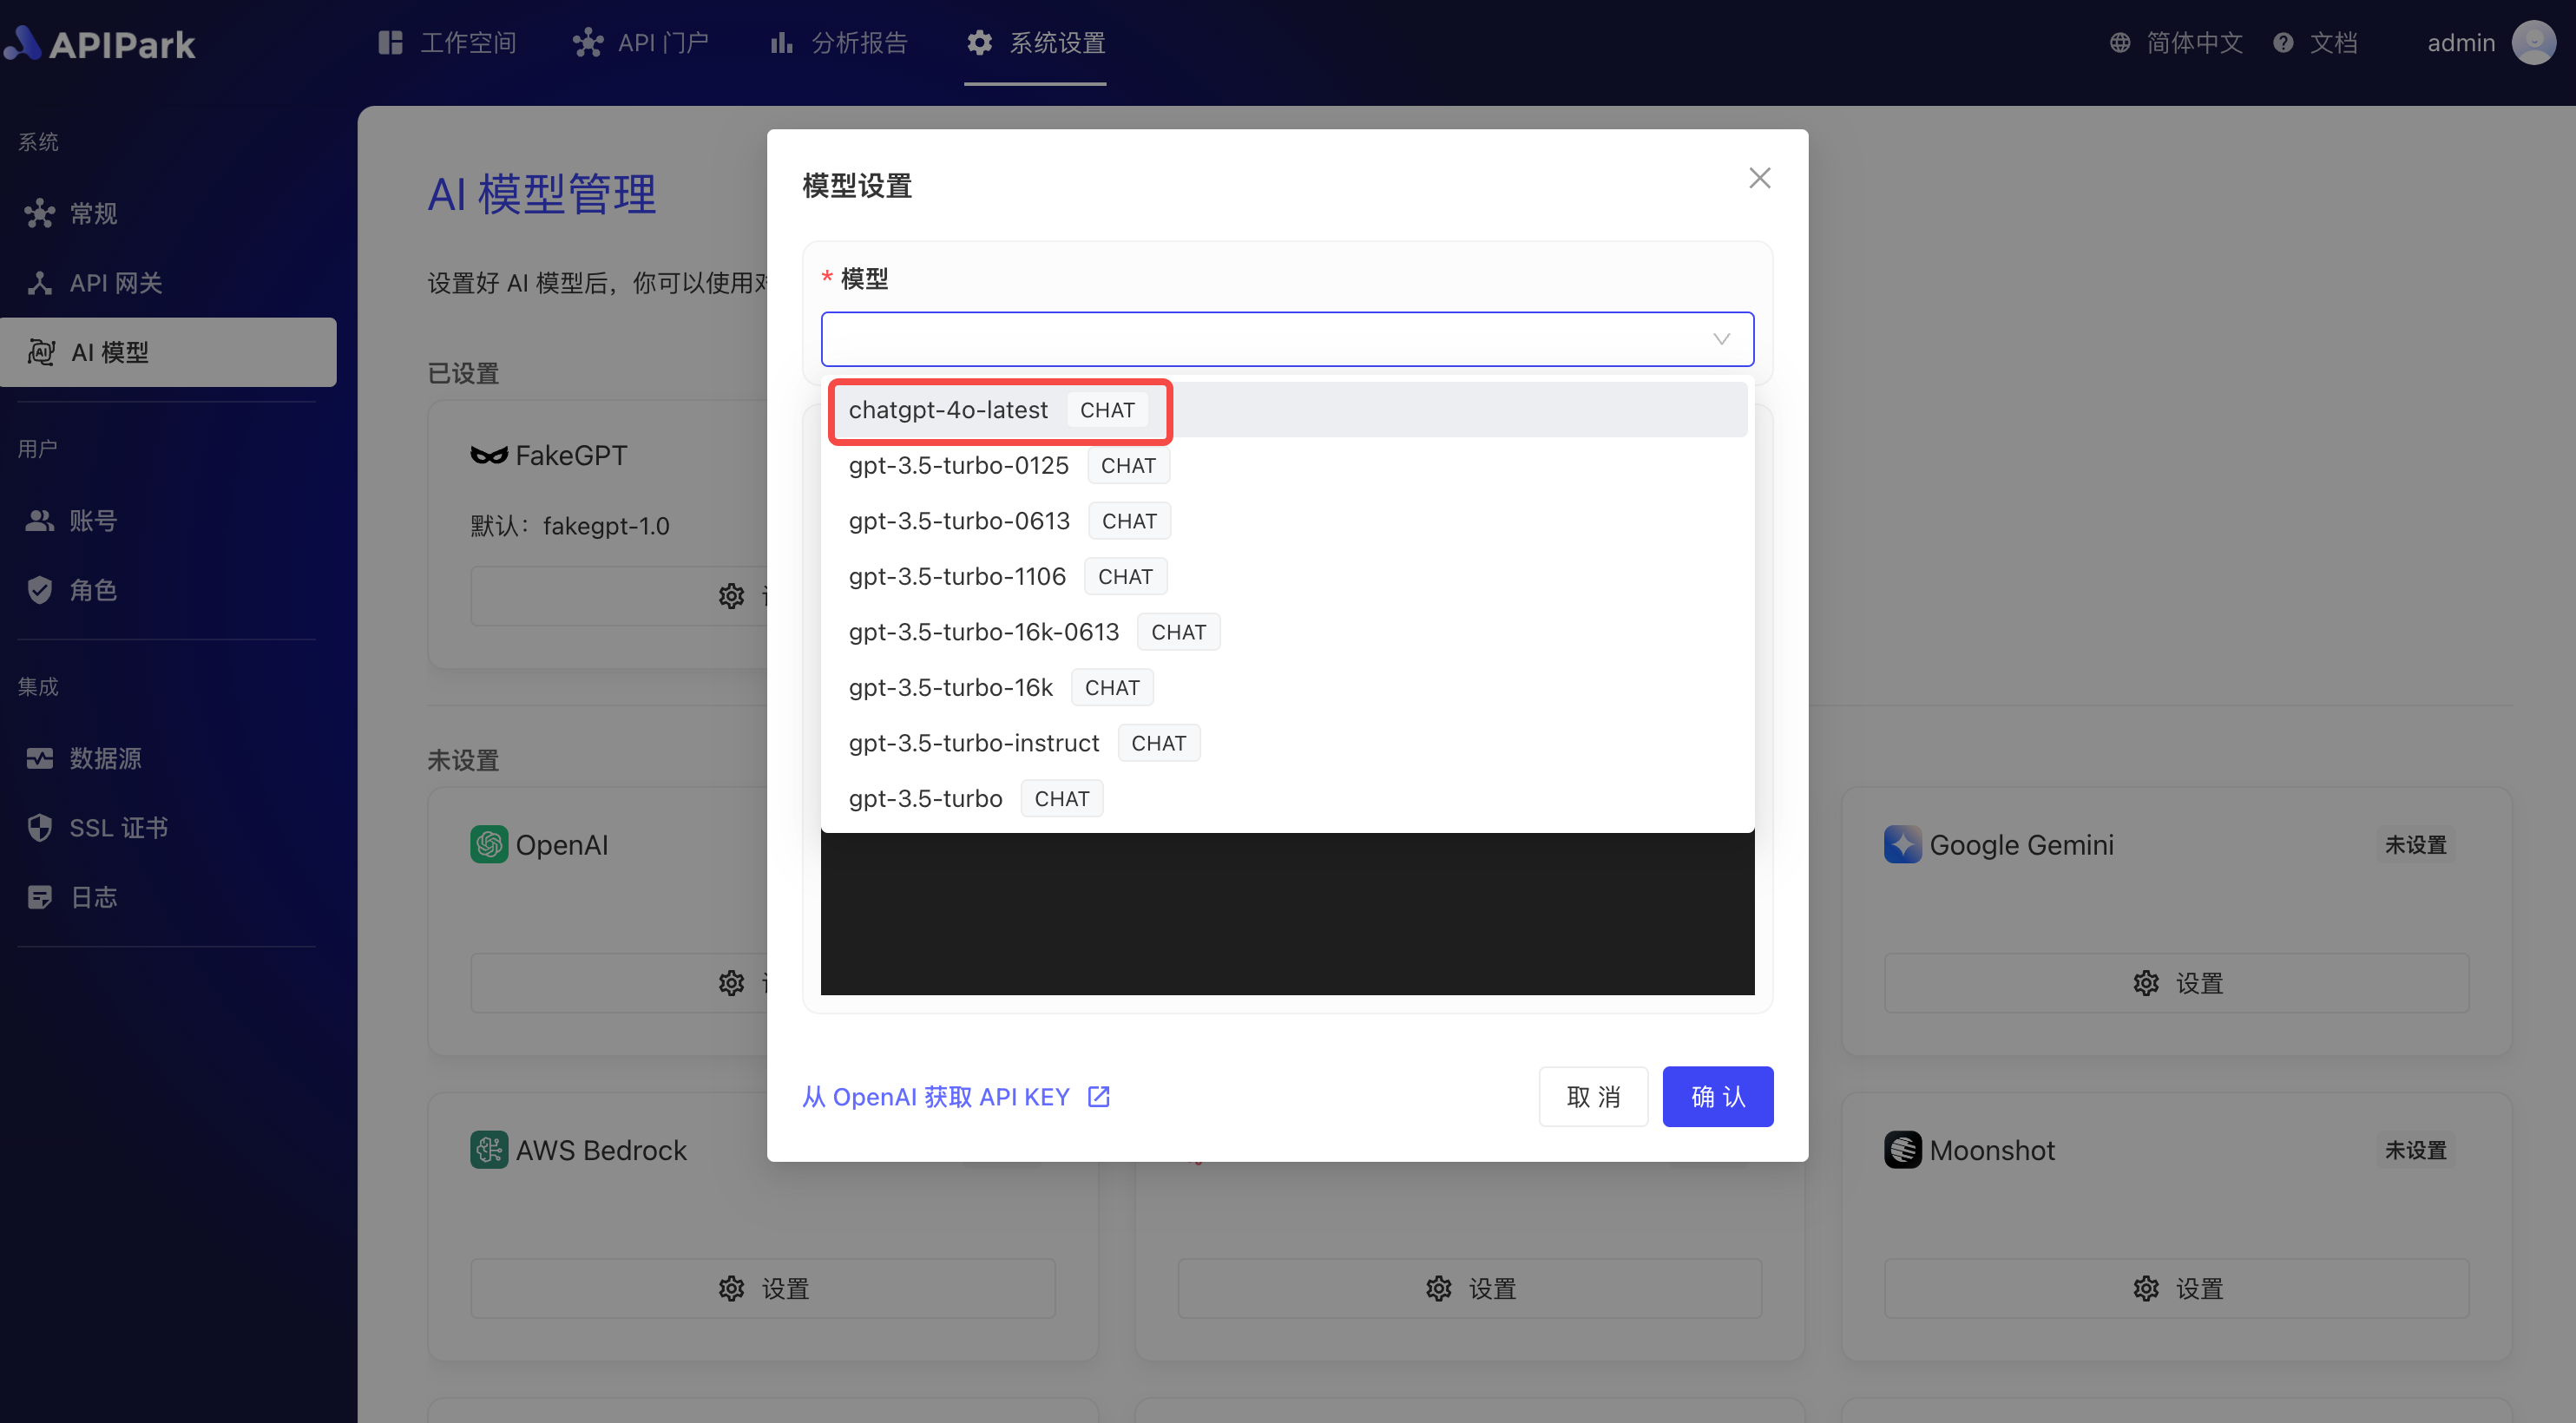 APIPark
工作空间
API 门户
分析报告
系统设置
简体中文
文档
admin
系统
常规
API 网关
AI 模型
用户
账号
角色
集成
数据源
SSL 证书
日志
AI 模型管理
设置好 AI 模型后，你可以使用
已设置
FakeGPT
默认：fakegpt-1.0
未设置
OpenAI
Google Gemini
未设置
设置
AWS Bedrock
设置
设置
Moonshot
未设置
设置
模型设置
* 模型
chatgpt-4o-latest CHAT
gpt-3.5-turbo-0125 CHAT
gpt-3.5-turbo-0613 CHAT
gpt-3.5-turbo-1106 CHAT
gpt-3.5-turbo-16k-0613 CHAT
gpt-3.5-turbo-16k CHAT
gpt-3.5-turbo-instruct CHAT
gpt-3.5-turbo CHAT
从 OpenAI 获取 API KEY
取 消
确 认